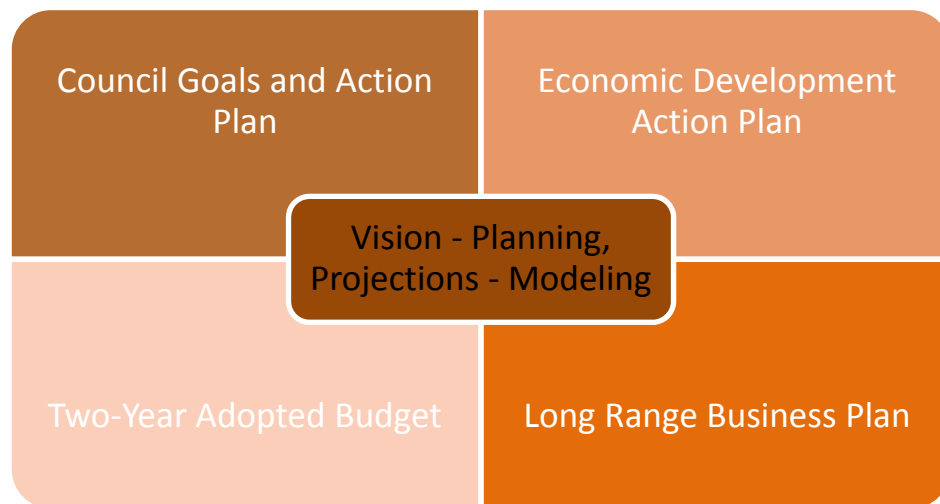 Council Goals and Action
Plan
Economic Development
Action Plan
Vision - Planning,
Projections - Modeling
Two-Year Adopted Budget
Long Range Business Plan